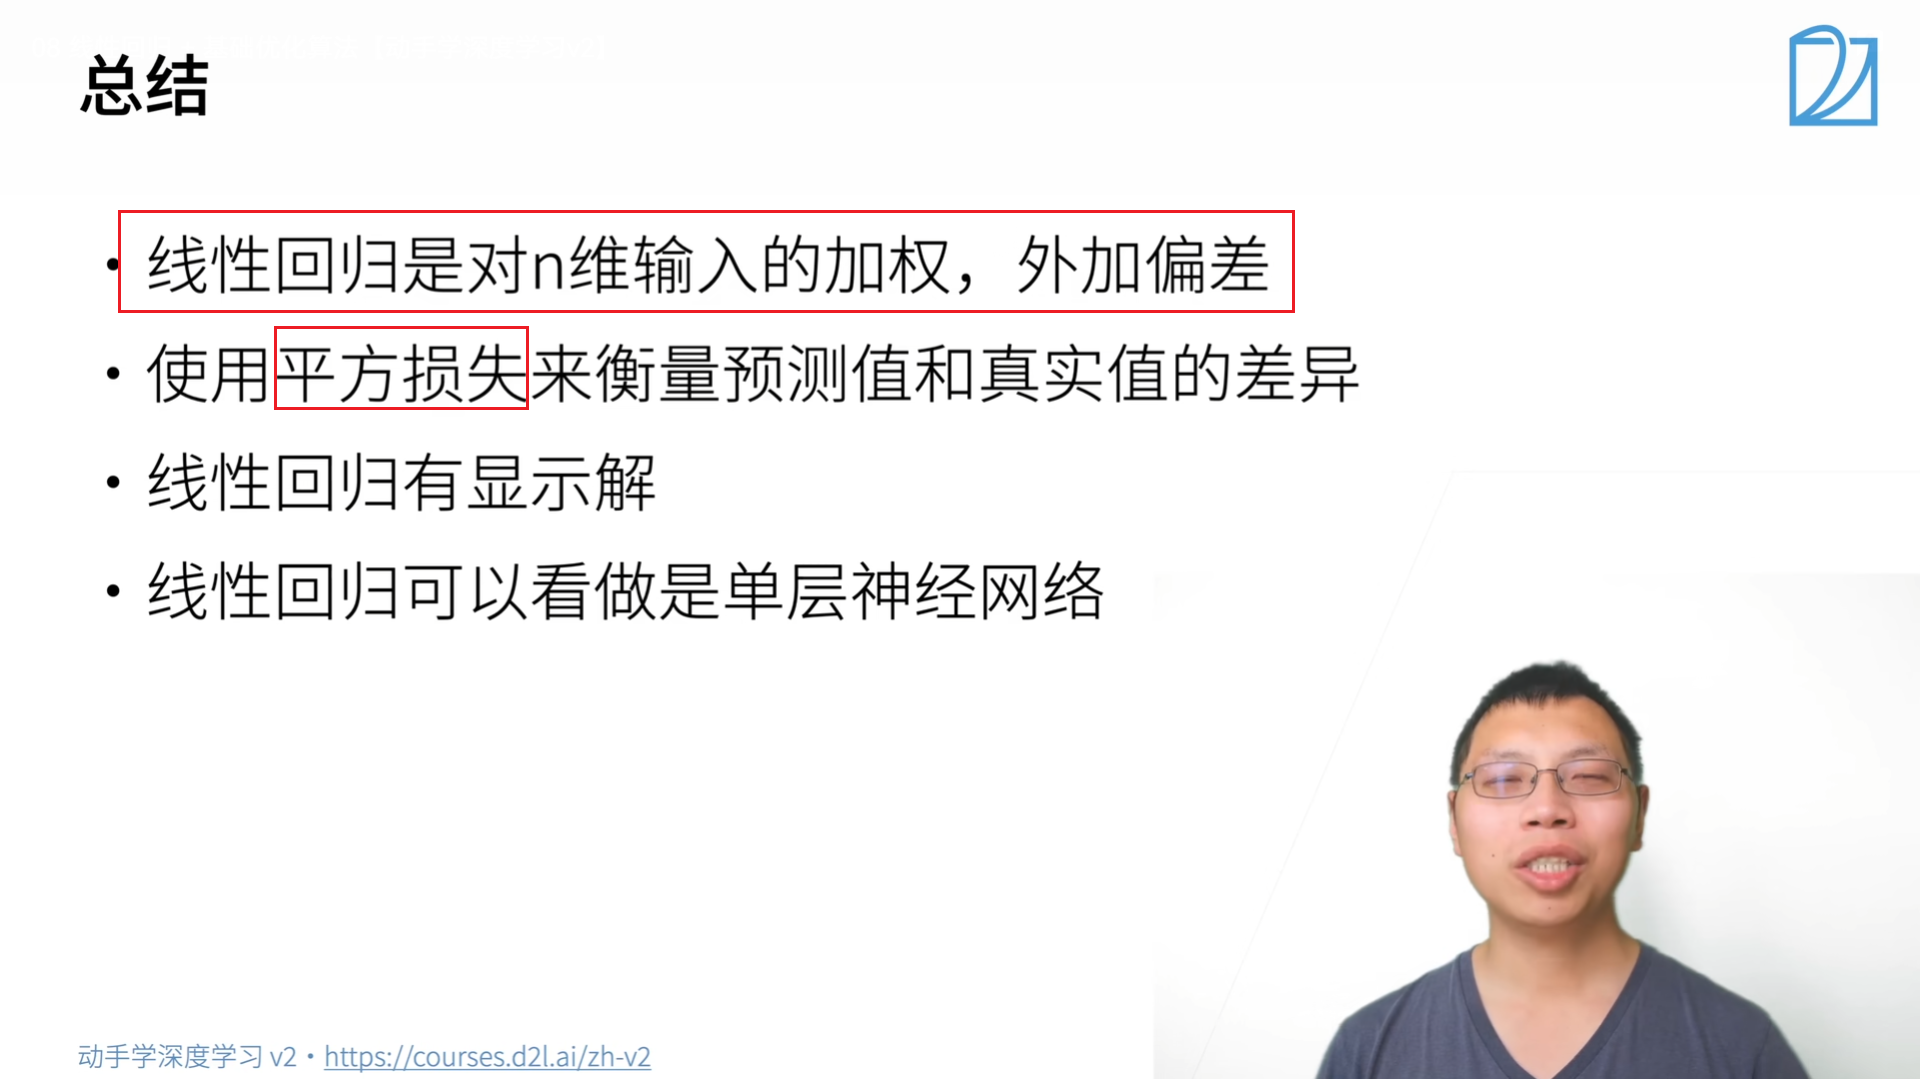 总结
• 线性回归是对n维输入的加权，外加偏差
• 使用平方损失来衡量预测值和真实值的差异
• 线性回归有显示解
• 线性回归可以看做是单层神经网络
动手学深度学习 v2 • https://courses.d2l.ai/zh-v2